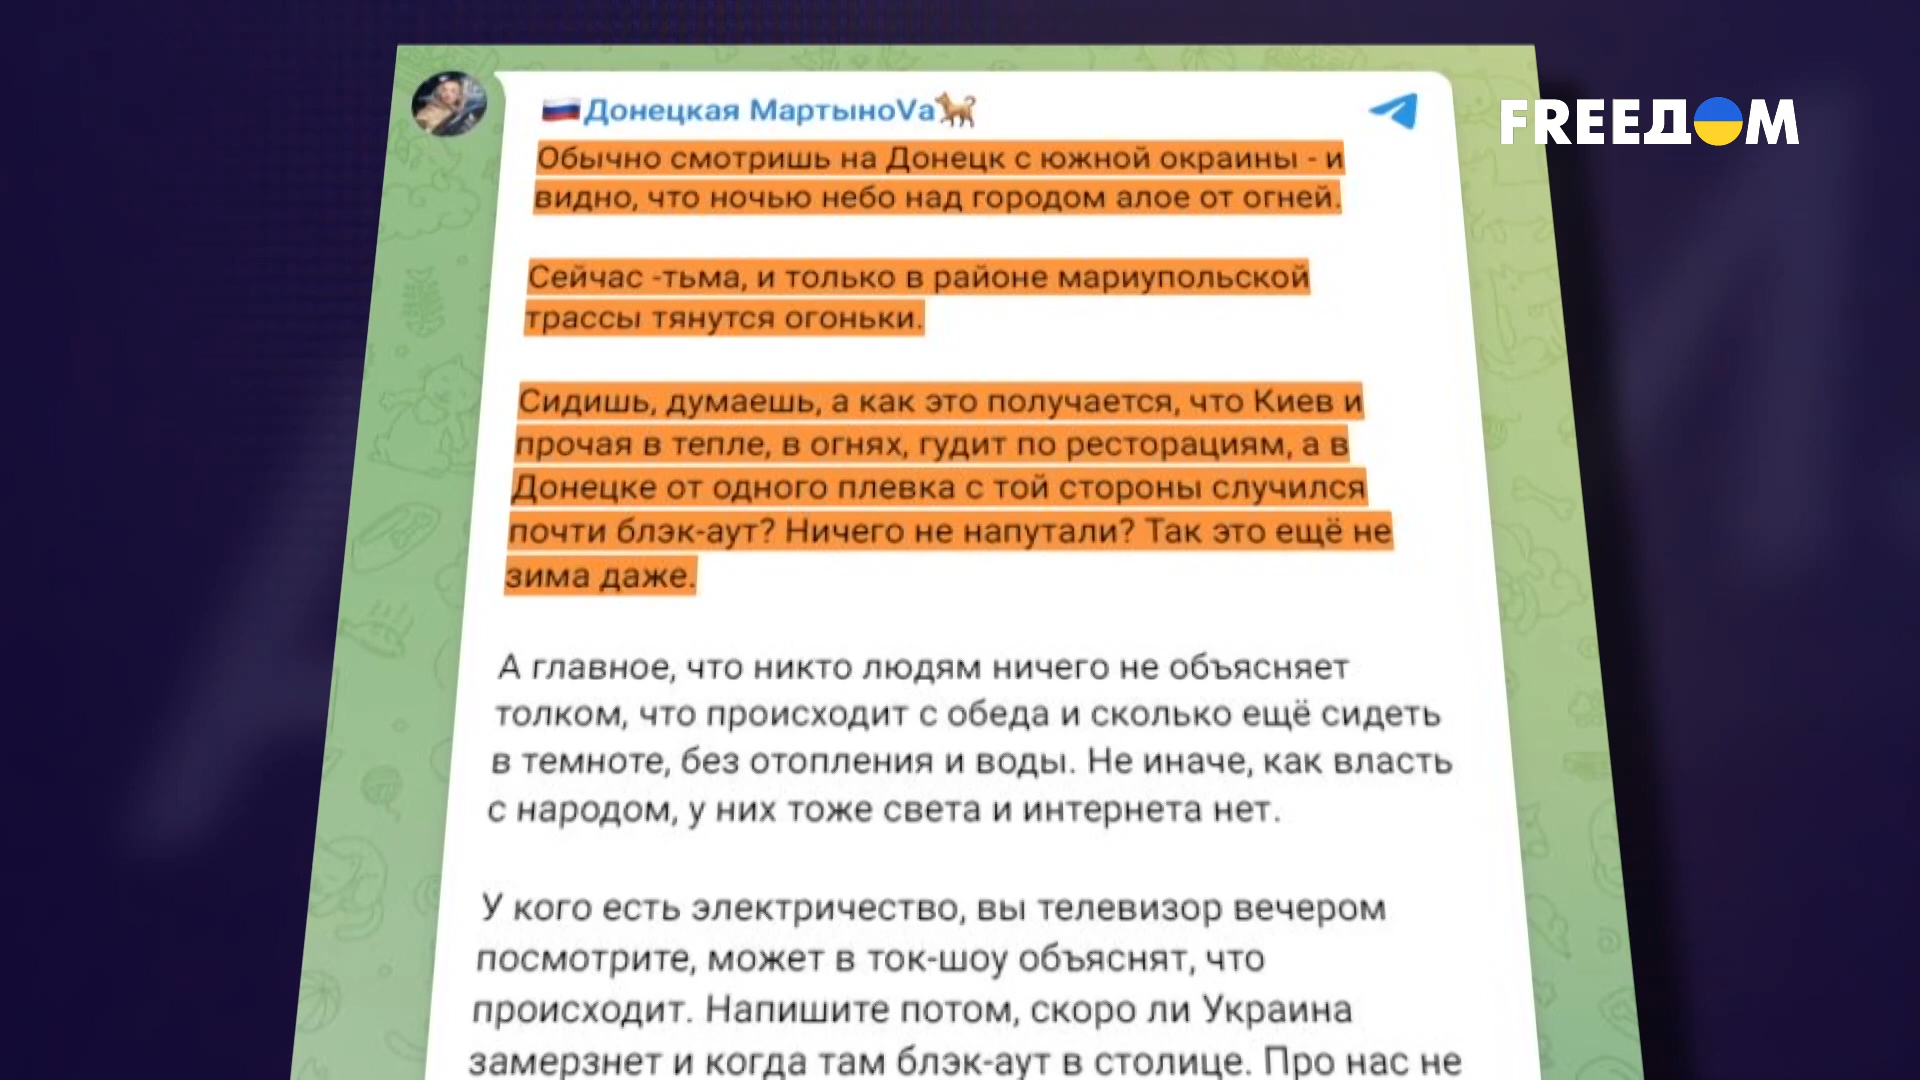 Донецкая МартыноVа
FREEДOM
Обычно смотришь на Донецк с южной окраины - и
видно, что ночью небо над городом алое от огней.
Сейчас -тьма, и только в районе мариупольской
трассы тянутся огоньки.
Сидишь, думаешь, а как это получается, что Киев и
прочая в тепле, в огнях, гудит по ресторациям, а в
Донецке от одного плевка с той стороны случился
почти блэк-аут? Ничего не напутали? Так это ещё не
зима даже.
А главное, что никто людям ничего не объясняет
толком, что происходит с обеда и сколько ещё сидеть
в темноте, без отопления и воды. Не иначе, как власть
с народом, у них тоже света и интернета нет.
У кого есть электричество, вы телевизор вечером
посмотрите, может в ток-шоу объяснят, что
происходит. Напишите потом, скоро ли Украина
замерзнет и когда там блэк-аут в столице. Про нас не